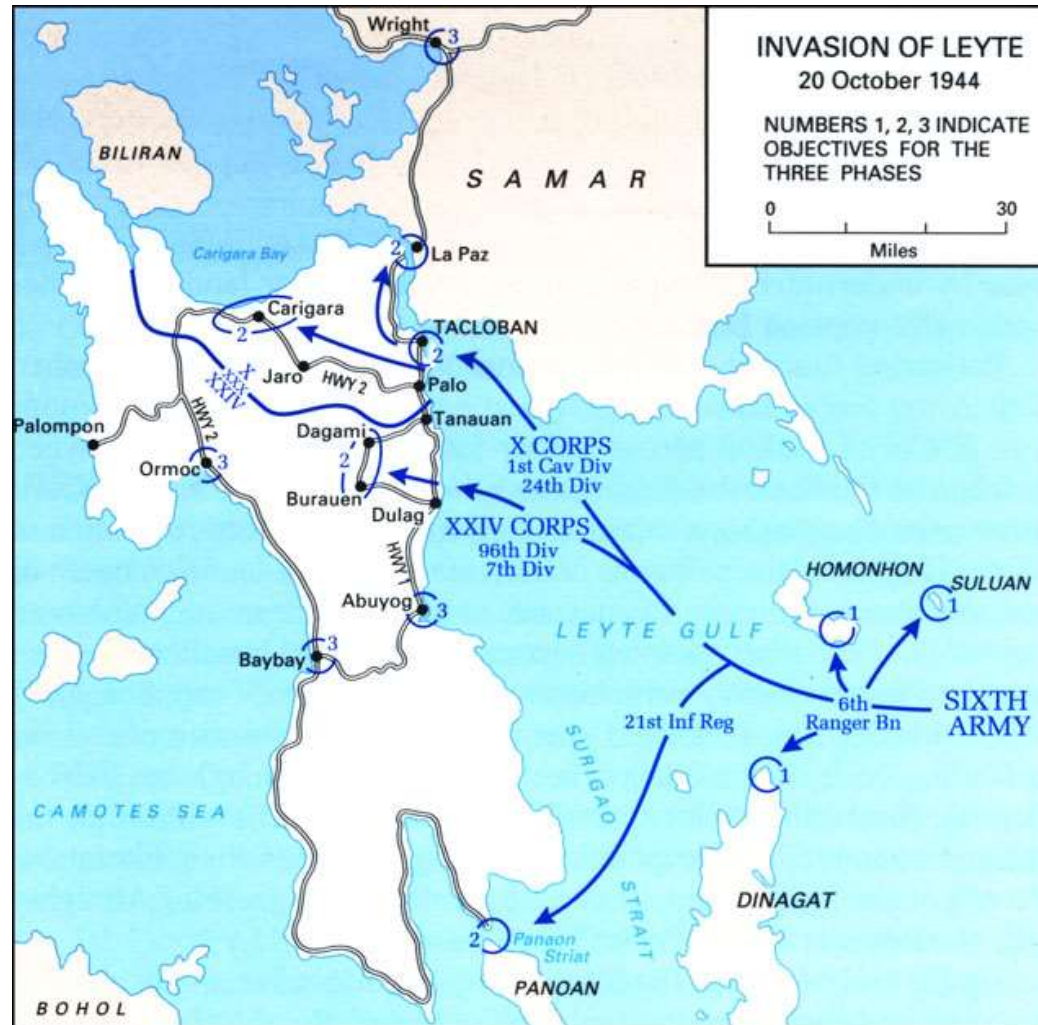 INVASION OF LEYTE
20 October 1944
NUMBERS 1, 2, 3 INDICATE
OBJECTIVES FOR THE
THREE PHASES
0 30
Miles
Wright
3
BILIRAN
SAMAR
Carigara Bay
2
La Paz
Carigara
2
TACLOBAN
2
Jaro
HWY 2
Palo
X
XXX
XXIV
HWY 2
Tanauan
Palompon
Dagami
2
Ormoc
3
Burauen
Dulag
X CORPS
1st Cav Div
24th Div
XXIV CORPS
96th Div
7th Div
HWY 1
Abuyog
3
HOMONHON
1
SULUAN
1
LEYTE GULF
Baybay
3
21st Inf Reg
6th
Ranger Bn
SIXTH
ARMY
1
SURIGAO
STRAIT
CAMOTES SEA
DINAGAT
2
Panaon
Striat
PANOAN
BOHOL